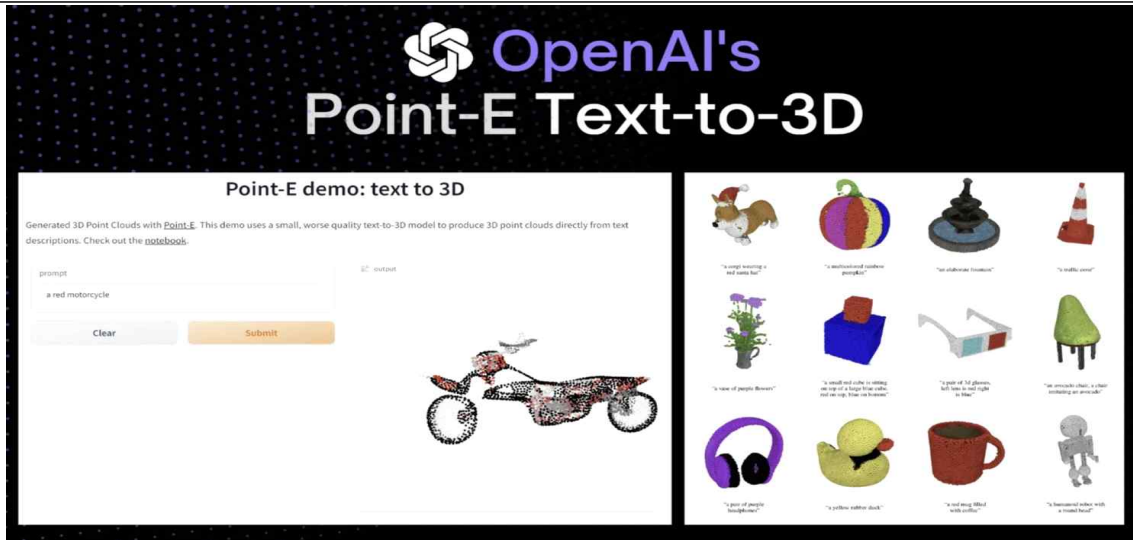 OpenAI's
Point-E Text-to-3D
Point-E demo: text to 3D
Generated 3D Point Clouds with Point-E. This demo uses a small, worse quality text-to-3D model to produce 3D point clouds directly from text
descriptions. Check out the notebook.
prompt
output
a red motorcycle
Clear
Submit
"a corgi wearing a
red santa hat"
"a multicolored rainbow
pumpkin"
"an elaborate fountain"
"a traffic cone"
"a vase of purple flowers"
"a small red cube is sitting
on top of a large blue cube.
red on top, blue on bottom"
"a pair of 3d glasses,
left lens is red right
is blue"
"an avocado chair, a chair
imitating an avocado"
"a pair of purple
headphones"
"a yellow rubber duck"
"a red mug filled
with coffee"
"a humanoid robot with
a round head"